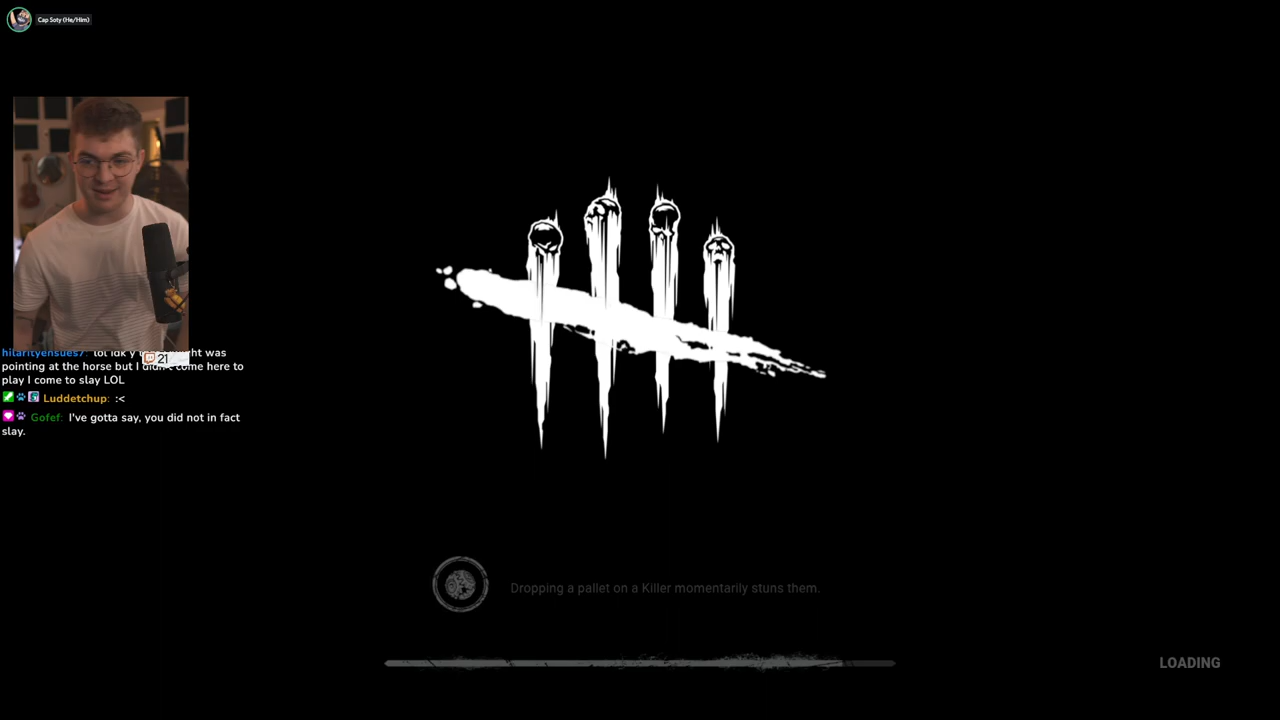 Cap Soty (He/Him)
hilarityensues7: lol idk y ght was
pointing at the horse but I didn't come here to
play I come to slay LOL
21
Luddetchup: :<
Gofef: I've gotta say, you did not in fact
slay.
Dropping a pallet on a Killer momentarily stuns them.
LOADING